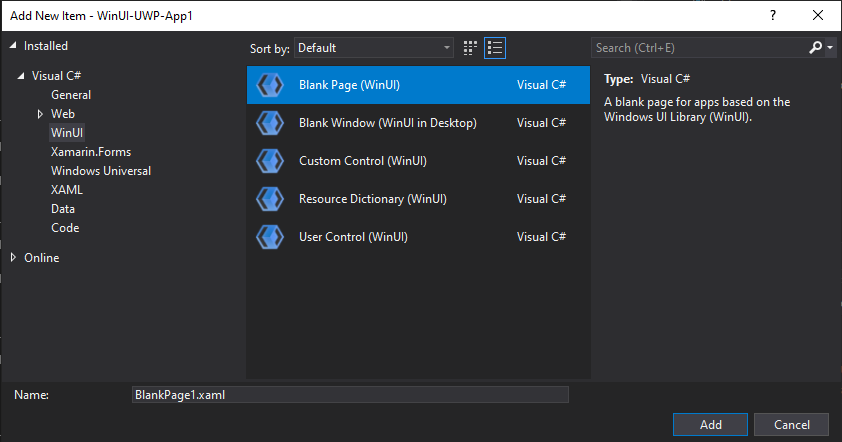 Add New Item - WinUI-UWP-App1
?
Installed
Visual C#
General
Web
WinUI
Xamarin.Forms
Windows Universal
XAML
Data
Code
Online
Sort by: Default
Blank Page (WinUI) Visual C#
Blank Window (WinUI in Desktop) Visual C#
Custom Control (WinUI) Visual C#
Resource Dictionary (WinUI) Visual C#
User Control (WinUI) Visual C#
Search (Ctrl+E)
Type: Visual C#
A blank page for apps based on the
Windows UI Library (WinUI).
Name: BlankPage1.xaml
Add Cancel